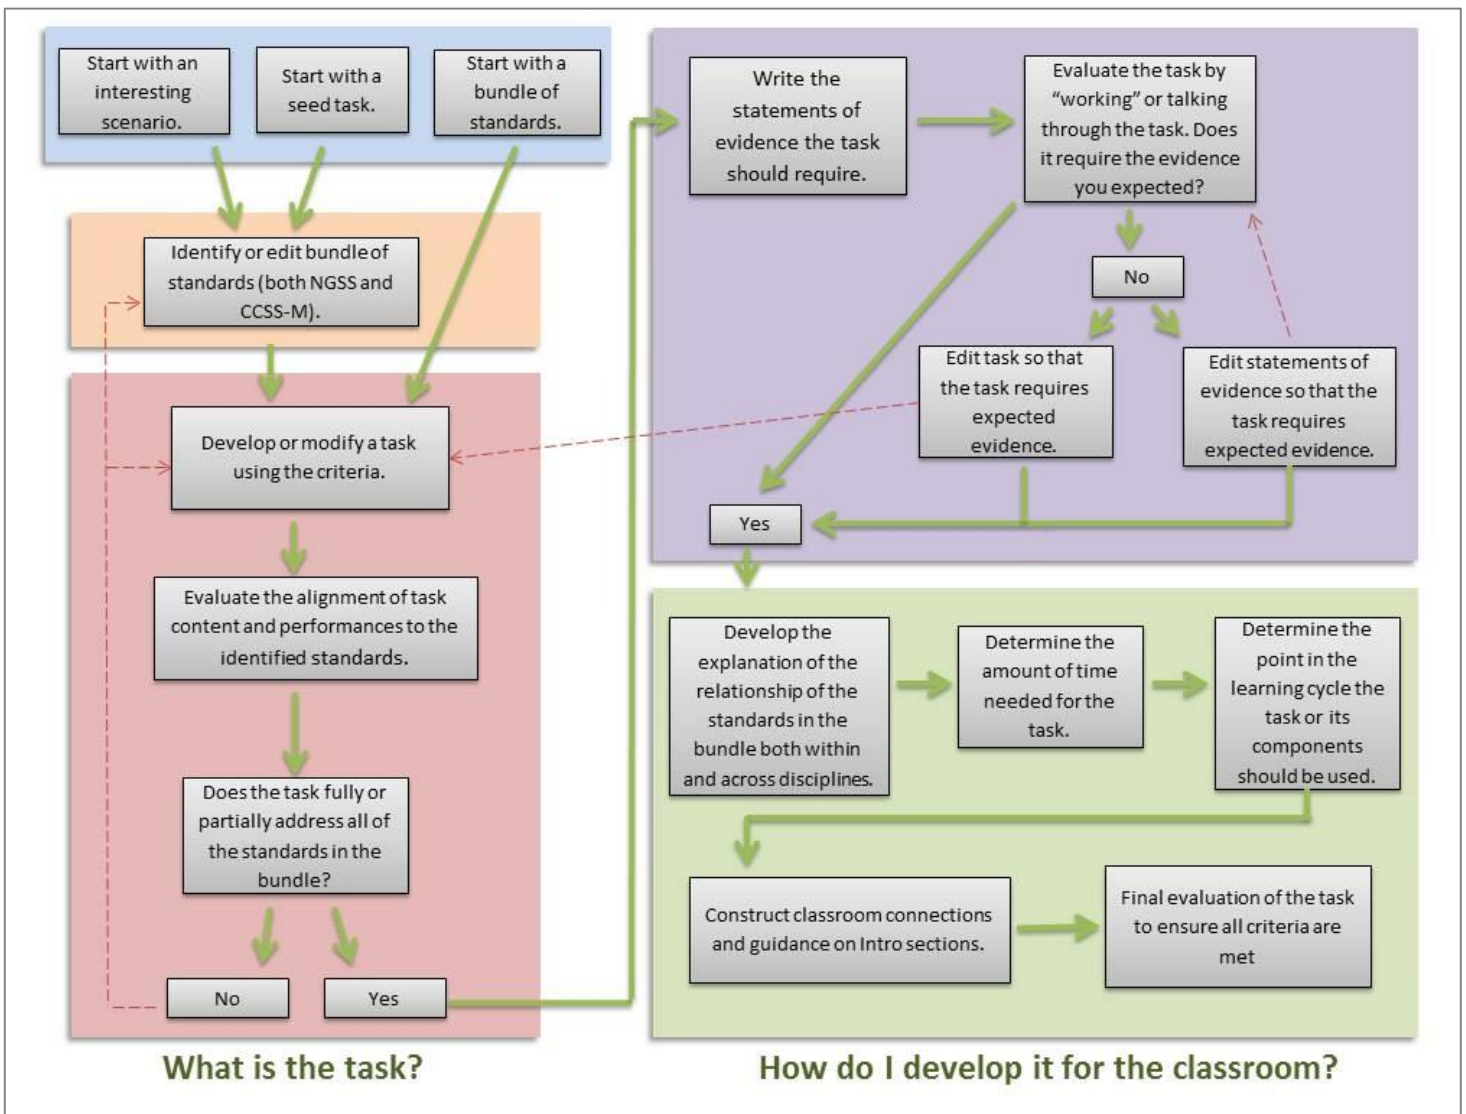 Start with an
interesting
scenario.
Start with a
seed task.
Start with a
bundle of
standards.
Identify or edit bundle of
standards (both NGSS and
CCSS-M).
Develop or modify a task
using the criteria.
Evaluate the alignment of task
content and performances to the
identified standards.
Does the task fully or
partially address all of
the standards in the
bundle?
No
Yes
What is the task?
Write the
statements of
evidence the task
should require.
Evaluate the task by
“working” or talking
through the task. Does
it require the evidence
you expected?
No
Edit task so that
the task requires
expected
evidence.
Edit statements of
evidence so that the
task requires
expected evidence.
Yes
Develop the
explanation of the
relationship of the
standards in the
bundle both within
and across disciplines.
Determine the
amount of time
needed for the
task.
Determine the
point in the
learning cycle the
task or its
components
should be used.
Construct classroom connections
and guidance on Intro sections.
Final evaluation of the task
to ensure all criteria are
met
How do I develop it for the classroom?